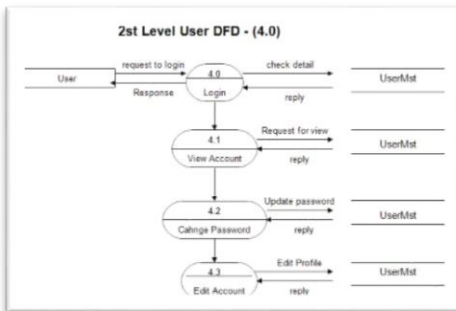 2st Level User DFD - (4.0)
request to login
check detail
User
4.0
UserMst
Response
Login
reply
Request for view
4.1
UserMst
reply
View Account
Update password
4.2
UserMst
Cahnge Password
reply
Edit Profile
4.3
UserMst
Edit Account
reply